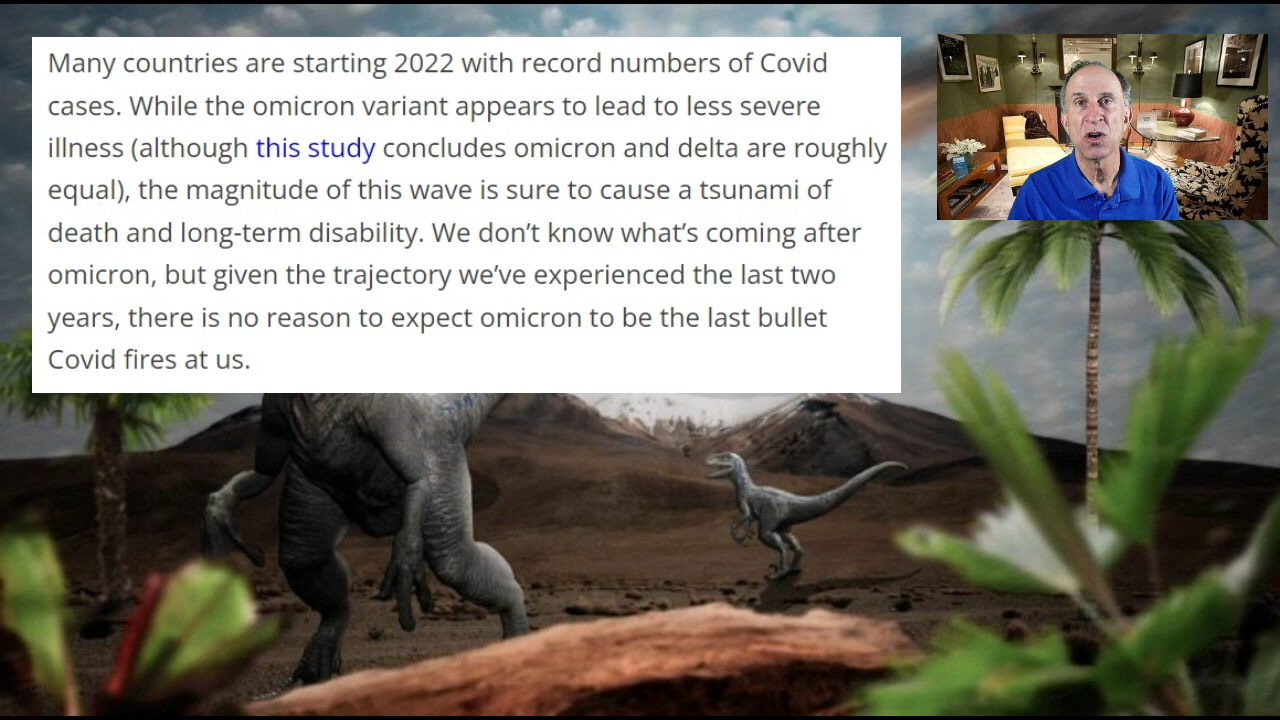 Many countries are starting 2022 with record numbers of Covid
cases. While the omicron variant appears to lead to less severe
illness (although this study concludes omicron and delta are roughly
equal), the magnitude of this wave is sure to cause a tsunami of
death and long-term disability. We don’t know what’s coming after
omicron, but given the trajectory we’ve experienced the last two
years, there is no reason to expect omicron to be the last bullet
Covid fires at us.